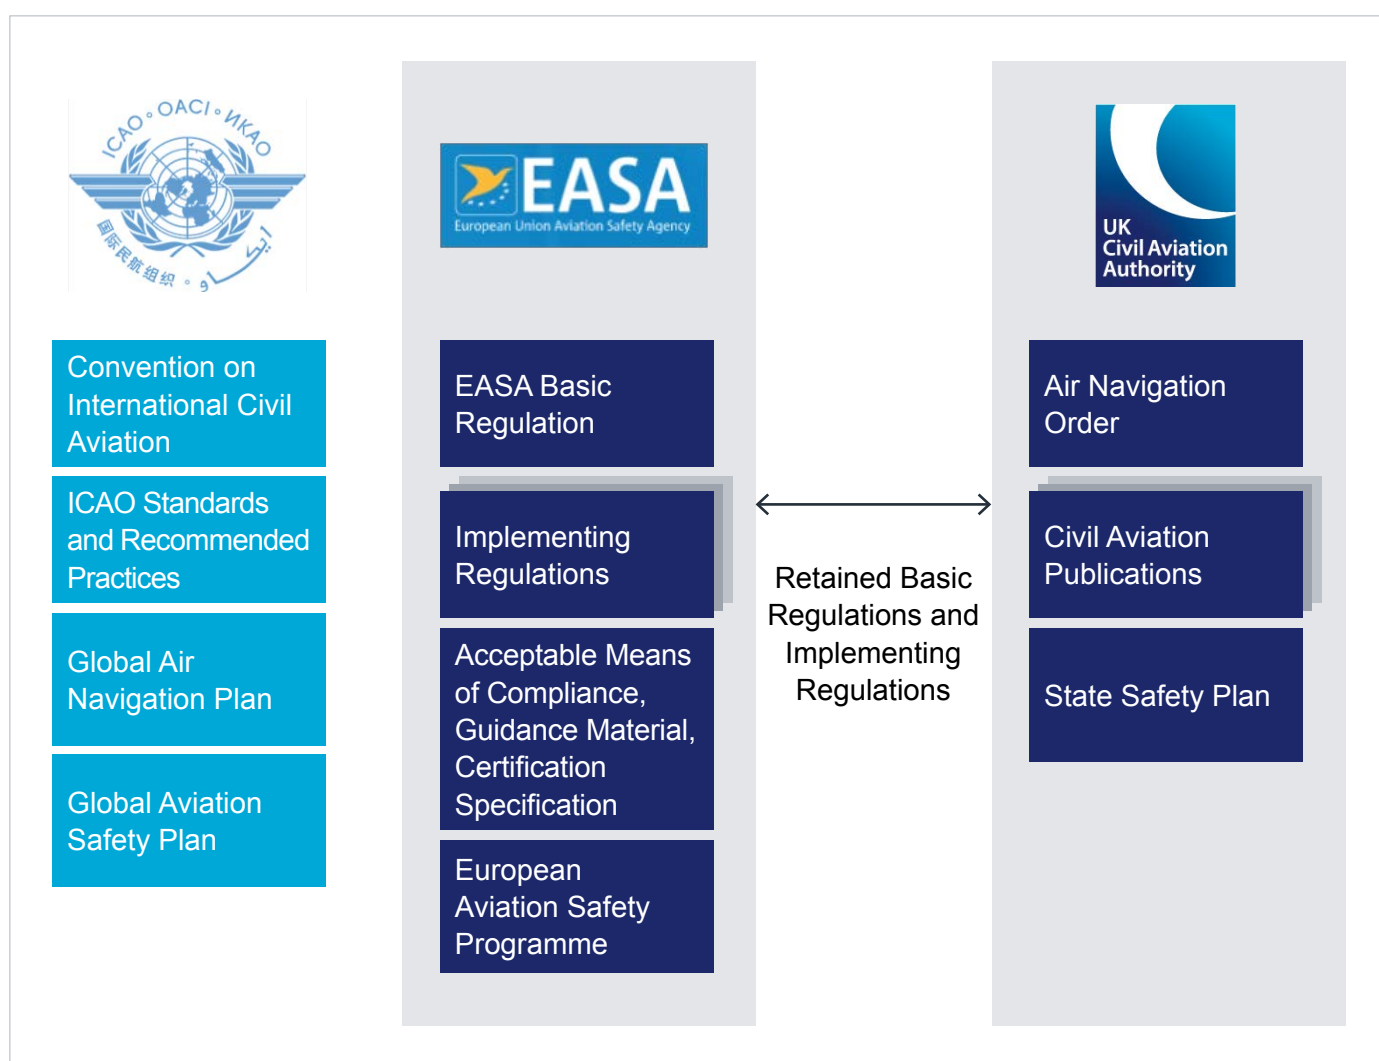 ICAO ° OACI ° ИКАО
国际民航组织 ° ايكاو
Convention on
International Civil
Aviation
ICAO Standards
and Recommended
Practices
Global Air
Navigation Plan
Global Aviation
Safety Plan
EASA
European Union Aviation Safety Agency
EASA Basic
Regulation
Implementing
Regulations
Acceptable Means
of Compliance,
Guidance Material,
Certification
Specification
European
Aviation Safety
Programme
Retained Basic
Regulations and
Implementing
Regulations
UK
Civil Aviation
Authority
Air Navigation
Order
Civil Aviation
Publications
State Safety Plan